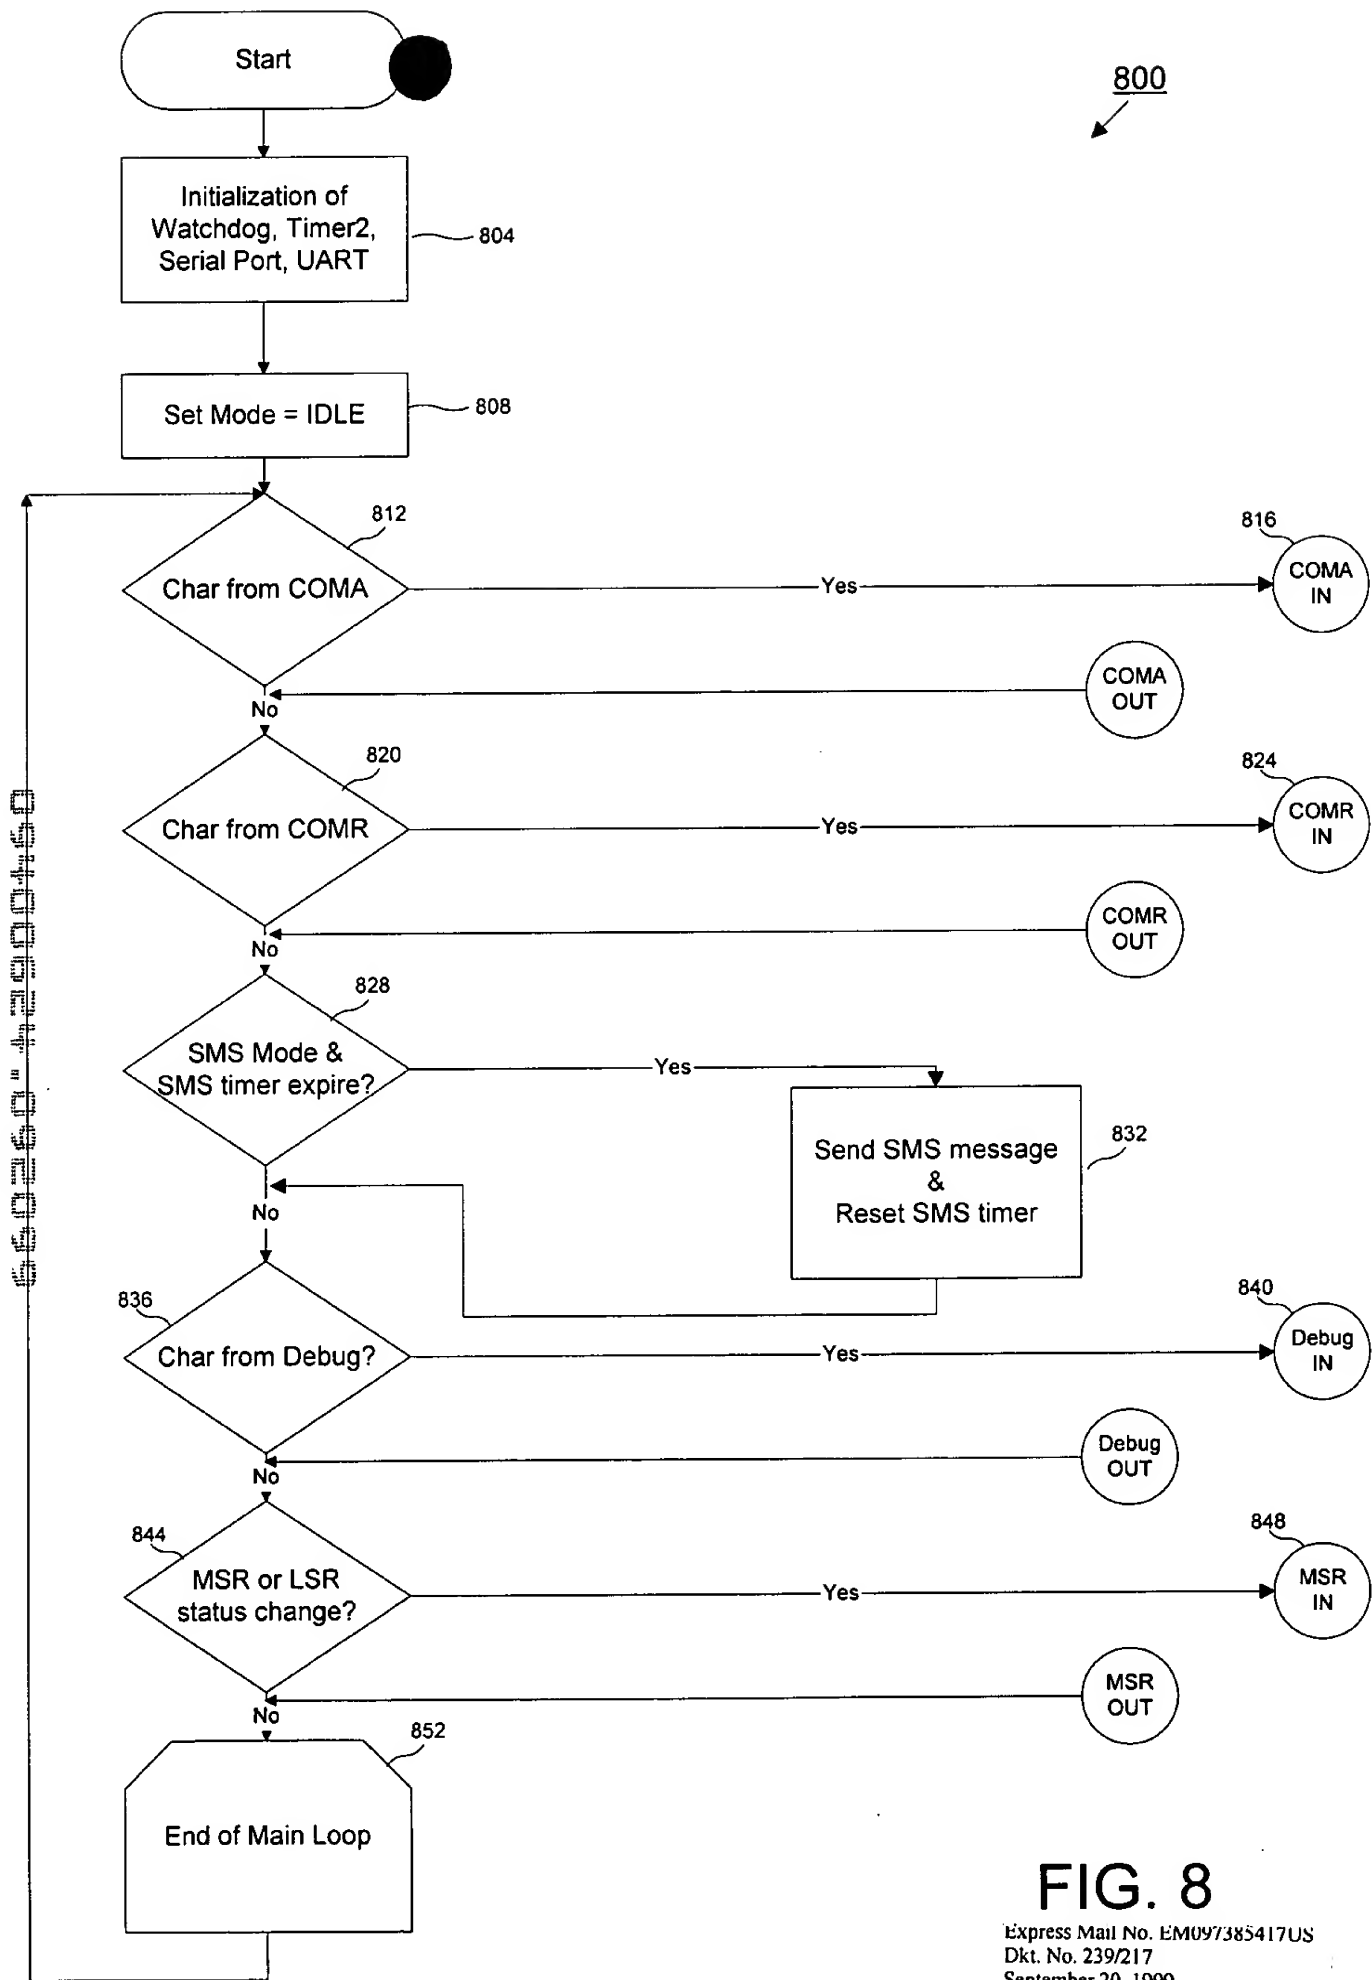 Start
800
Initialization of
Watchdog, Timer2,
Serial Port, UART
804
Set Mode = IDLE
808
812
Char from COMA
Yes
816
COMA
IN
COMA
OUT
No
820
Char from COMR
Yes
824
COMR
IN
COMR
OUT
No
828
SMS Mode &
SMS timer expire?
Yes
Send SMS message
&
Reset SMS timer
832
No
836
Char from Debug?
Yes
840
Debug
IN
Debug
OUT
No
844
MSR or LSR
status change?
Yes
848
MSR
IN
MSR
OUT
No
852
End of Main Loop
FIG. 8
Express Mail No. EM097385417US
Dkt. No. 239/217
September 20, 1999